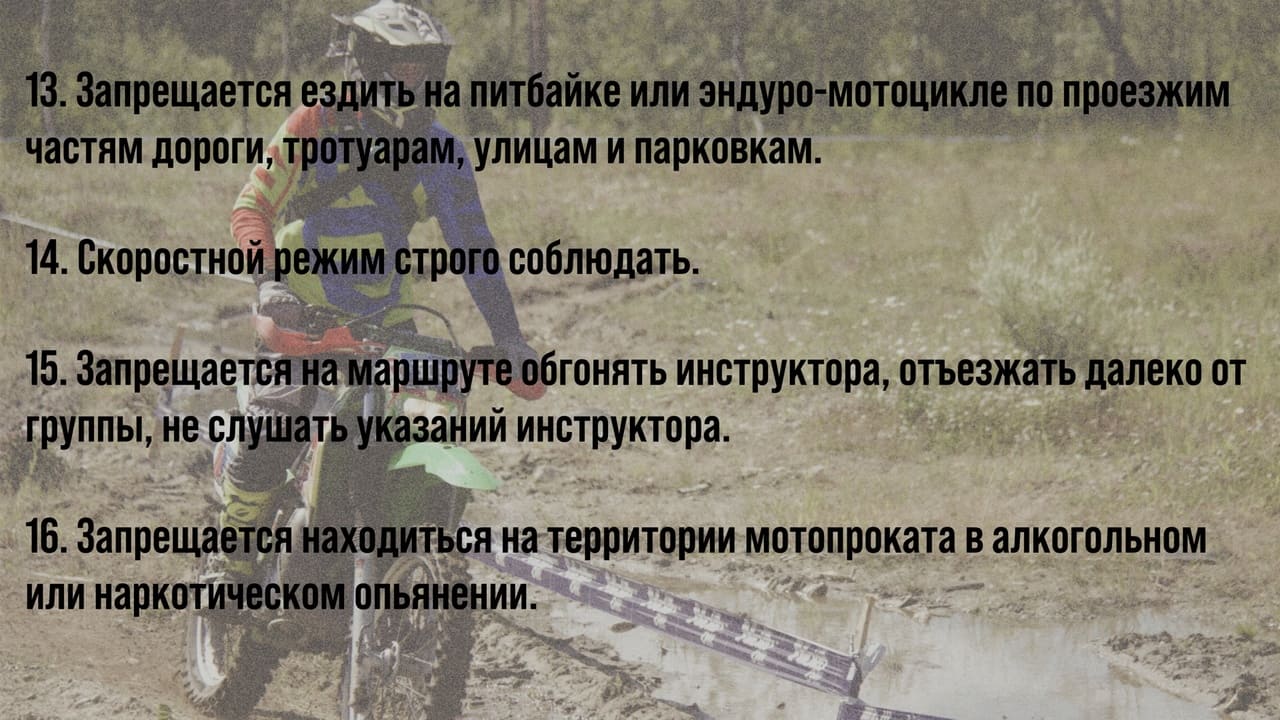 13. Запрещается ездить на питбайке или эндуро-мотоцикле по проезжим
частям дороги, тротуарам, улицам и парковкам.
14. Скоростной режим строго соблюдать.
15. Запрещается на маршруте обгонять инструктора, отъезжать далеко от
группы, не слушать указаний инструктора.
16. Запрещается находиться на территории мотопроката в алкогольном
или наркотическом опьянении.